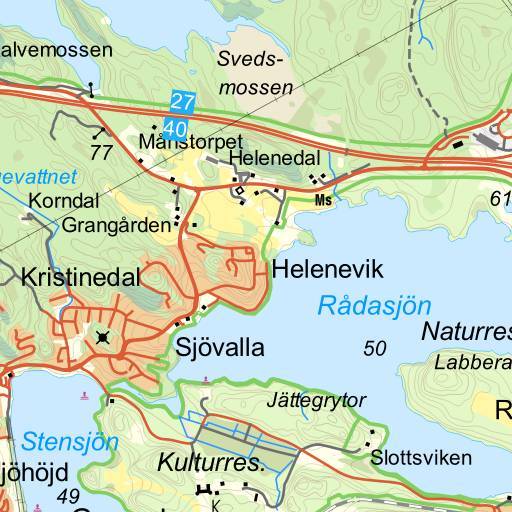 alvemossen
Sveds-
mossen
27
40
77
Månstorpet
Helenedal
evattnet
Korndal
Grangården
Ms
61
Kristinedal
Helenevik
Rådasjön
Sjövalla
50
Naturres
Labbera
Jättegrytor
R
Stensjön
Kulturres.
Slottsviken
jöhöjd
49
K